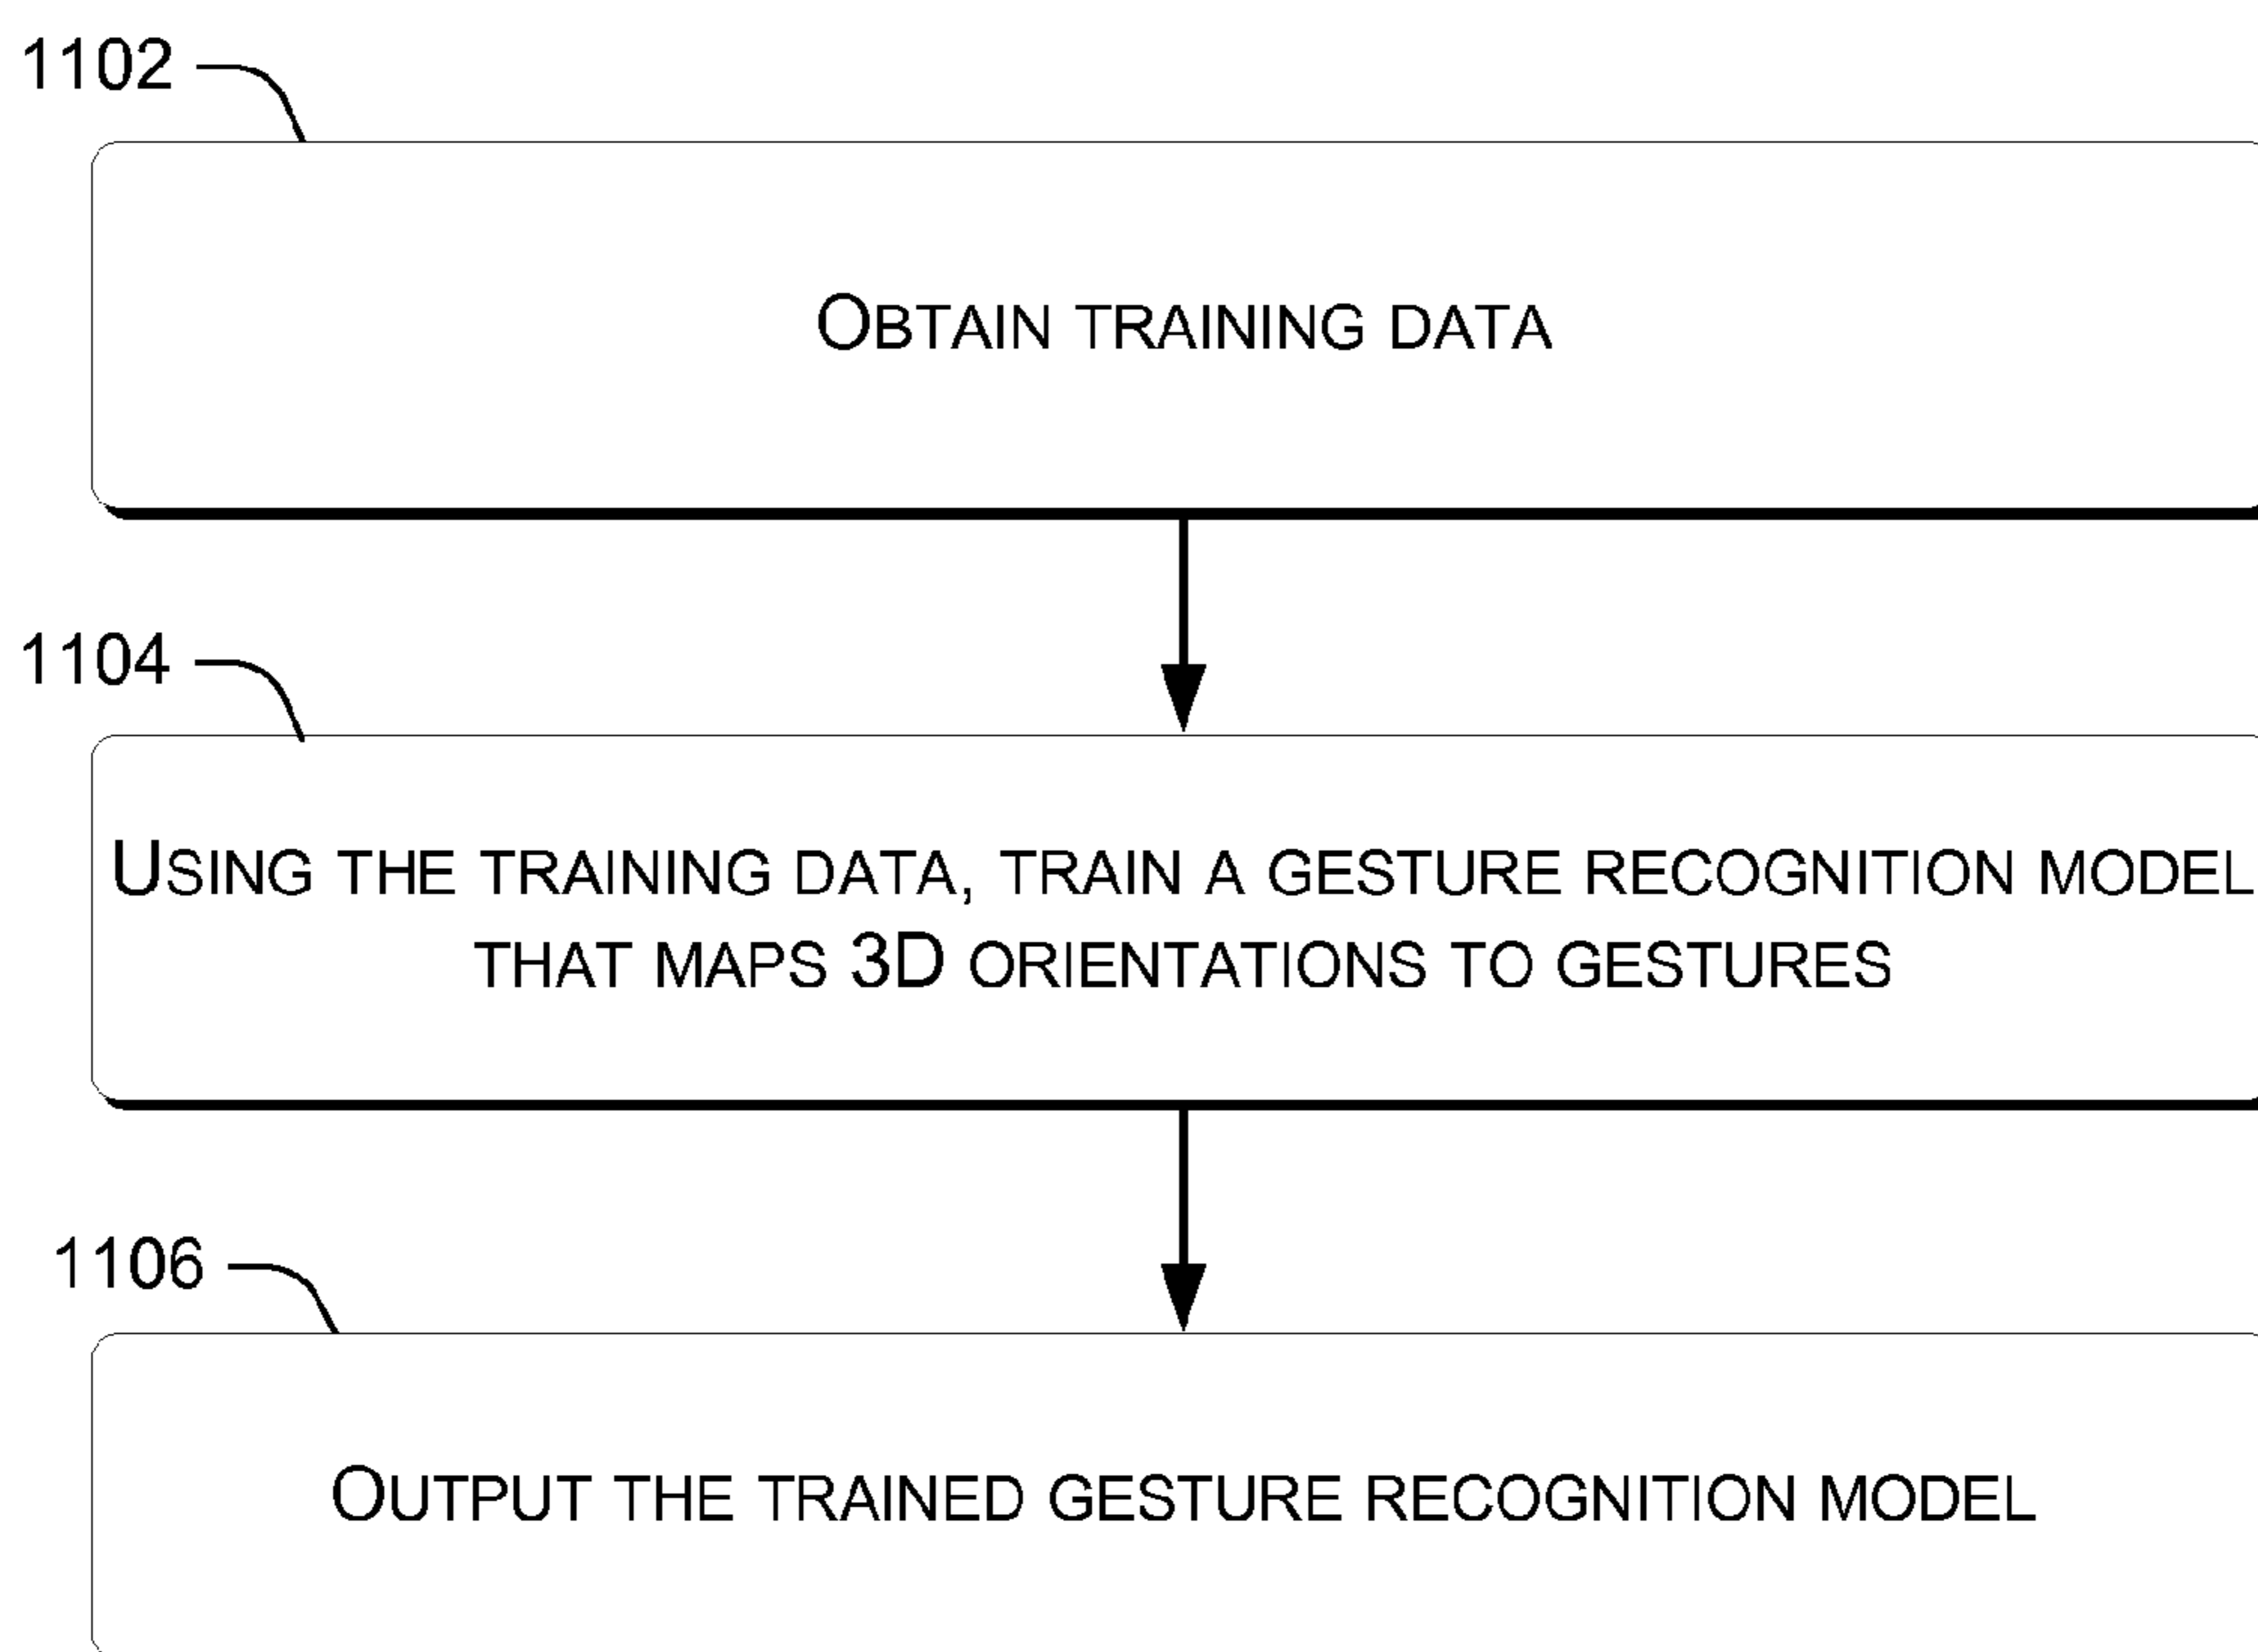 1102
OBTAIN TRAINING DATA
1104
USING THE TRAINING DATA, TRAIN A GESTURE RECOGNITION MODEL
THAT MAPS 3D ORIENTATIONS TO GESTURES
1106
OUTPUT THE TRAINED GESTURE RECOGNITION MODEL